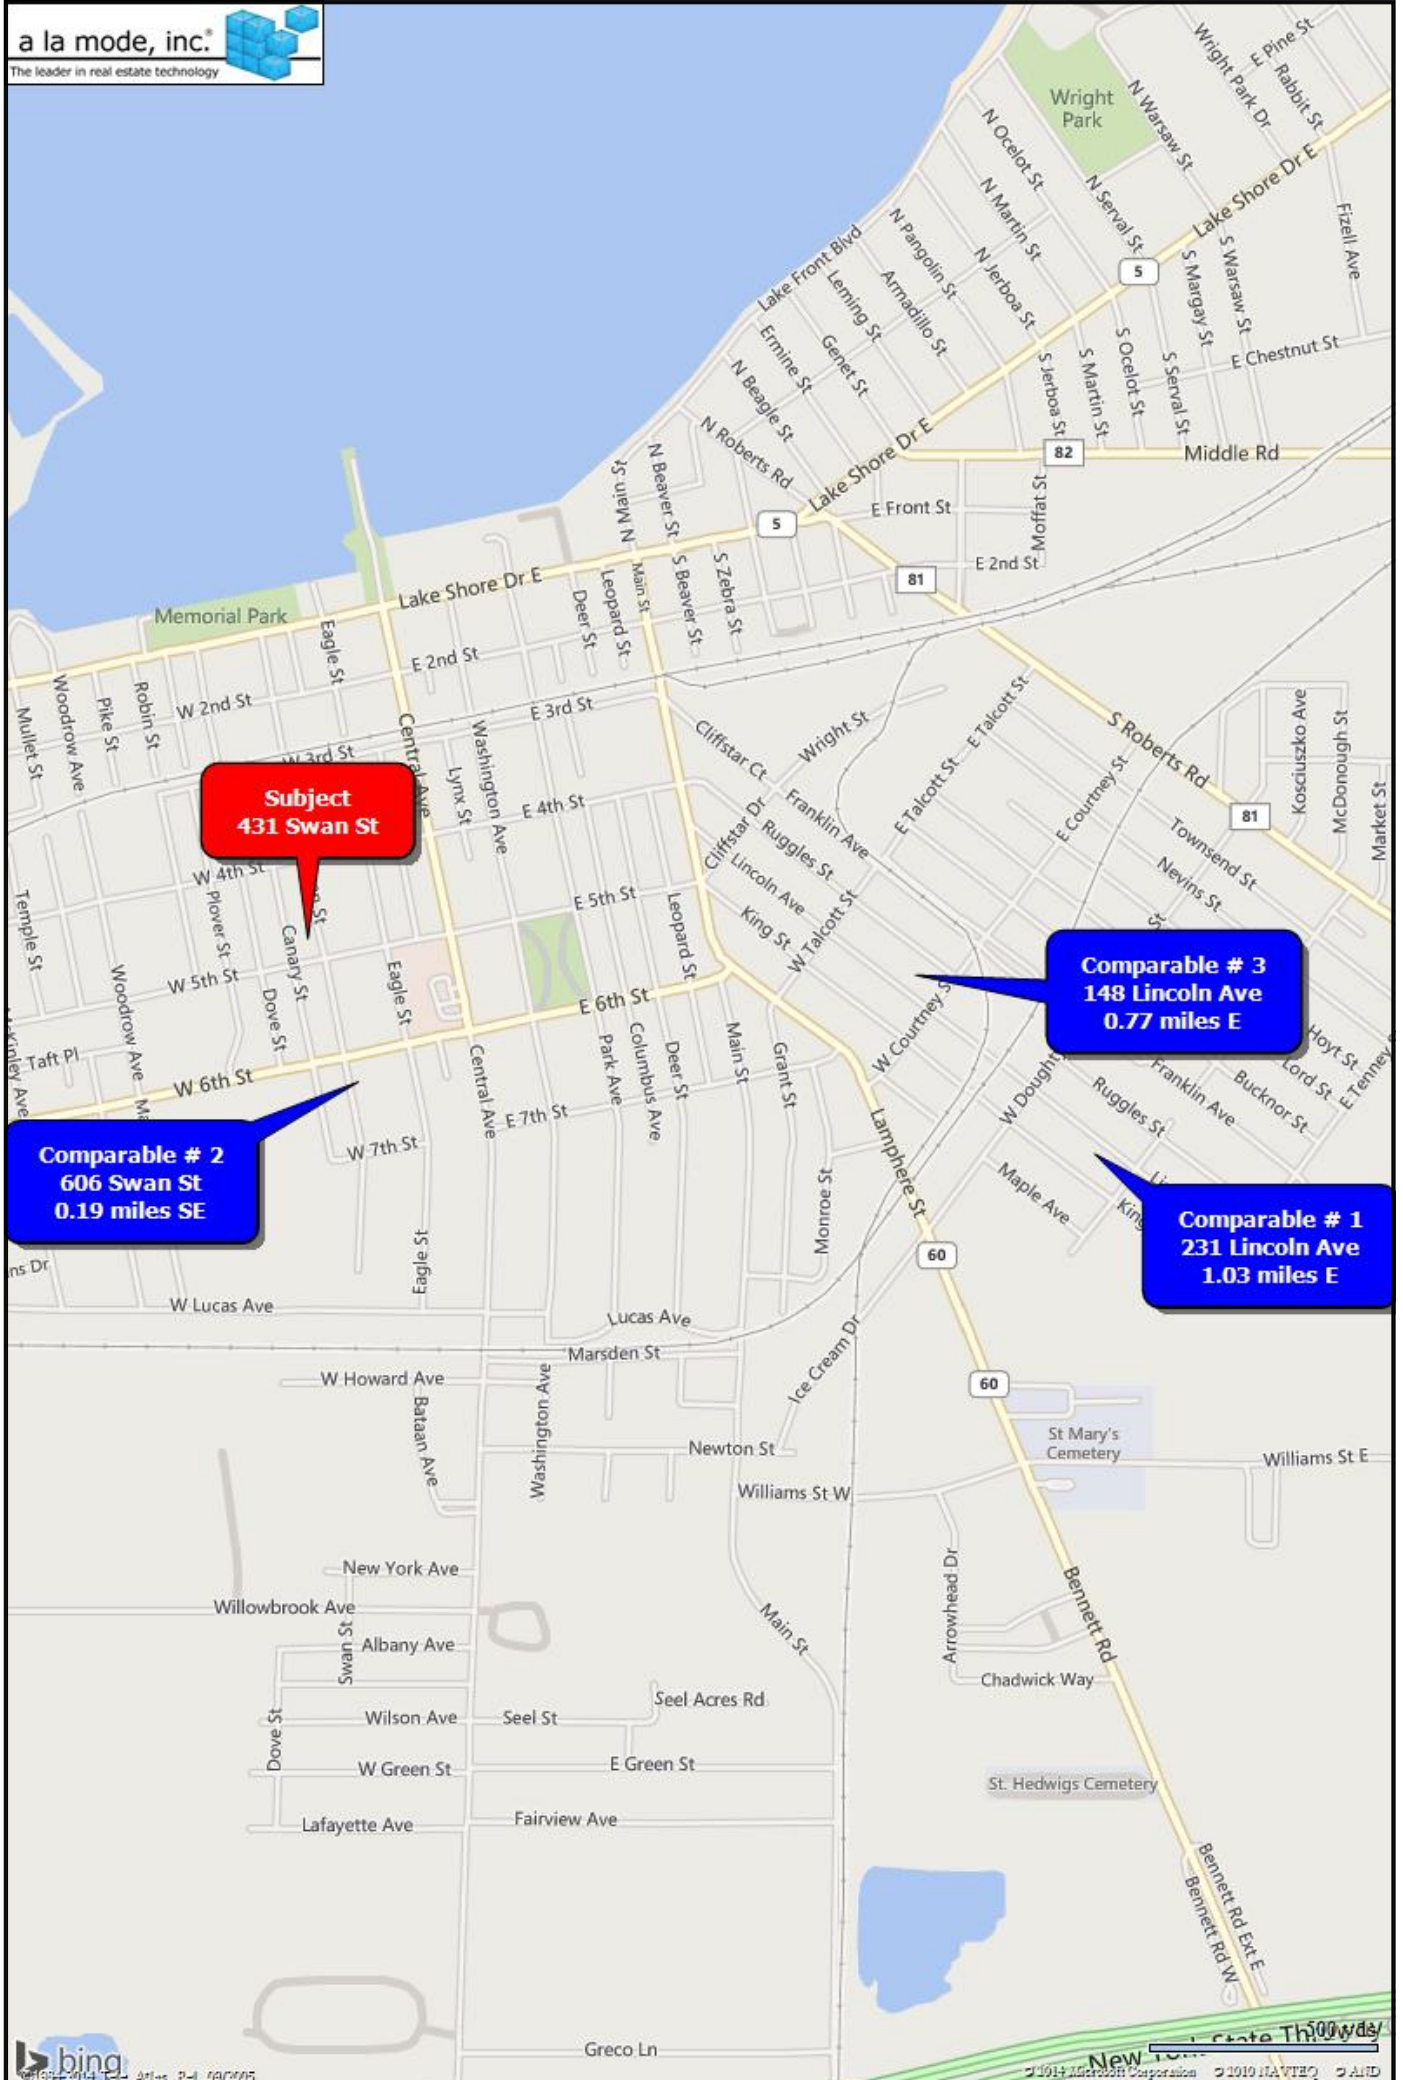 a la mode, inc.®
The leader in real estate technology
Wright
Park
Wright Park Dr
E Pine St
Rabbit St
N Warsaw St
N Ocelot St
N Martin St
N Serval St
Lake Shore Dr E
Fizell Ave
N Pangolin St
N Jerboa St
Lake Front Blvd
Leming St
Armadillo St
5
S Margay St
S Warsaw St
Ermine St
Genet St
S Jerboa St
S Martin St
S Ocelot St
S Serval St
E Chestnut St
N Beagle St
N Roberts Rd
Lake Shore Dr E
82
Middle Rd
N Main St
N Beaver St
5
E Front St
Moffat St
E 2nd St
81
Lake Shore Dr E
Deer St
Leopard St
Main St
S Beaver St
S Zebra St
Memorial Park
Eagle St
E 2nd St
W 2nd St
Mullet St
Woodrow Ave
Pike St
Robin St
E 3rd St
W 3rd St
Central Ave
Washington Ave
Lynx St
E 4th St
Cliffstar Ct
Wright St
E Talcott St
E Talcott St
S Roberts Rd
Kosciuszko Ave
McDonough St
Market St
81
E Courtney St
Townsend St
Nevins St
Subject
431 Swan St
Cliffstar Dr
Franklin Ave
Ruggles St
Lincoln Ave
King St
W Talcott St
W 4th St
Temple St
Plover St
Canary St
E 5th St
Leopard St
W 5th St
Woodrow Ave
Dove St
Eagle St
E 6th St
Comparable # 3
148 Lincoln Ave
0.77 miles E
W Courtney St
W Dought
Hoyt St
Lord St
E Tenney
Bucknor St
Franklin Ave
Ruggles St
Taft Pl
McKinley Ave
W 6th St
Central Ave
E 7th St
Park Ave
Columbus Ave
Deer St
Main St
Grant St
W 7th St
Comparable # 2
606 Swan St
0.19 miles SE
Lamphere St
Monroe St
Maple Ave
Comparable # 1
231 Lincoln Ave
1.03 miles E
60
Eagle St
ns Dr
W Lucas Ave
Lucas Ave
Marsden St
Ice Cream Dr
W Howard Ave
Bataan Ave
Washington Ave
60
St Mary's
Cemetery
Newton St
Williams St E
Williams St W
New York Ave
Willowbrook Ave
Swan St
Albany Ave
Arrowhead Dr
Bennett Rd
Main St
Chadwick Way
Seel Acres Rd
Dove St
Wilson Ave
Seel St
W Green St
E Green St
St. Hedwigs Cemetery
Lafayette Ave
Fairview Ave
Bennett Rd Ext E
Bennett Rd W
Greco Ln
New York State Thruway
500 yds
bing
© 2014 Microsoft Corporation © 2010 NAVTEQ © AND